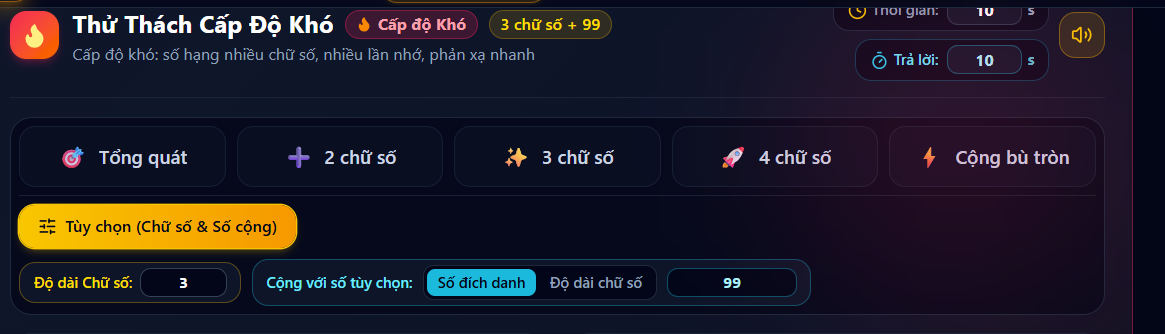 Thử Thách Cấp Độ Khó Cấp Độ Khó 3 chữ số + 99
Cấp độ khó: số hạng nhiều chữ số, nhiều lần nhớ, phản xạ nhanh
Thời gian: 10 s
Trả lời: 10 s
Tổng quát 2 chữ số 3 chữ số 4 chữ số Cộng bù tròn
Tùy chọn (Chữ số & Số cộng)
Độ dài Chữ số: 3 Cộng với số tùy chọn: Số đích danh Độ dài chữ số 99